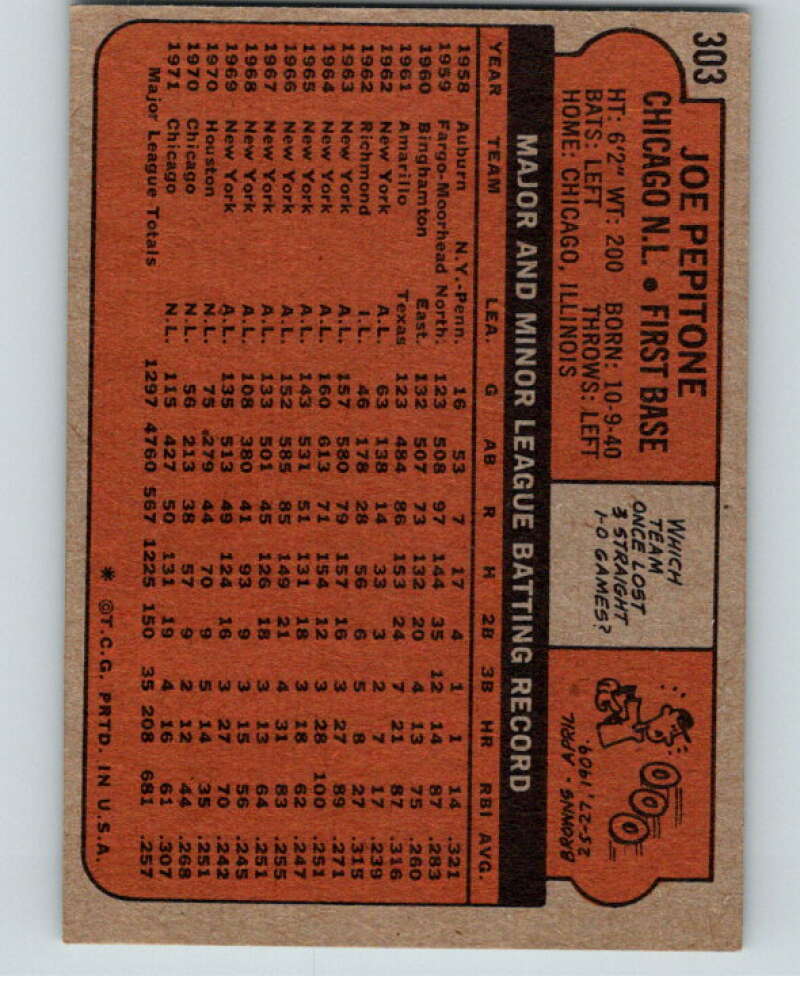 303
JOE PEPITONE
CHICAGO N.L. • FIRST BASE
HT: 6'2" WT: 200 BORN: 10-9-40
BATS: LEFT THROWS: LEFT
HOME: CHICAGO, ILLINOIS
WHICH
TEAM
ONCE LOST
3 STRAIGHT
1-0 GAMES?
BROWNS - APRIL
25-27, 1909.
MAJOR AND MINOR LEAGUE BATTING RECORD
YEAR TEAM LEA. G AB R H 2B 3B HR RBI AVG.
1958 Auburn N.Y.-Penn. 16 53 7 17 4 1 1 14 .321
1959 Fargo-Moorhead North. 123 508 97 144 35 12 14 87 .283
1960 Binghamton East. 132 507 73 132 20 4 13 75 .260
1961 Amarillo Texas 123 484 86 153 24 7 21 87 .316
1962 New York A.L. 63 138 14 33 3 2 7 17 .239
1962 Richmond I.L. 46 178 28 56 6 5 8 27 .315
1963 New York A.L. 157 580 79 157 16 3 27 89 .271
1964 New York A.L. 160 613 71 154 12 3 28 100 .251
1965 New York A.L. 143 531 51 131 18 3 18 62 .247
1966 New York A.L. 152 585 85 149 21 4 31 83 .255
1967 New York A.L. 133 501 45 126 18 3 13 64 .251
1968 New York A.L. 108 380 41 93 9 3 15 56 .245
1969 New York A.L. 135 513 49 124 16 3 27 70 .242
1970 Houston N.L. 75 279 44 70 9 5 14 35 .251
1970 Chicago N.L. 56 213 38 57 9 2 12 44 .268
1971 Chicago N.L. 115 427 50 131 19 4 16 61 .307
Major League Totals 1297 4760 567 1225 150 35 208 681 .257
* ©T.C.G. PRTD. IN U.S.A.